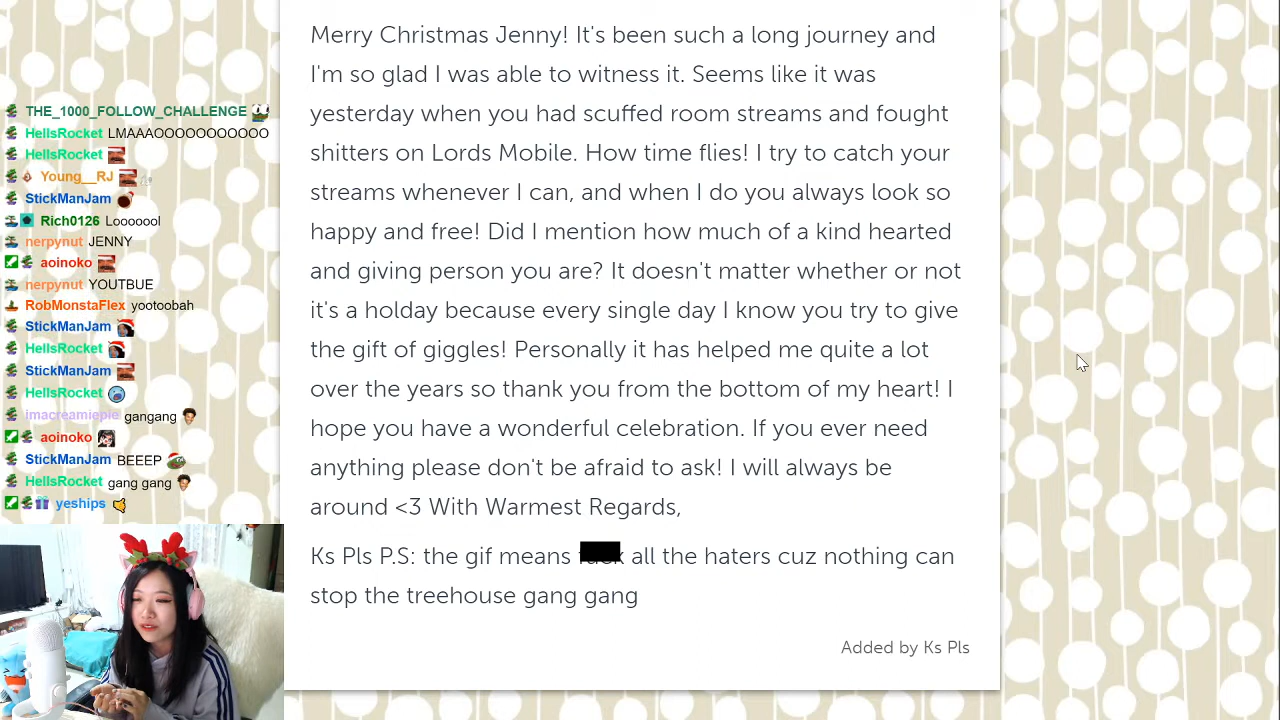 THE_1000_FOLLOW_CHALLENGE
HellsRocket LMAAAOOOOOOOOOOO
HellsRocket
Young__RJ
StickManJam
Rich0126 Looooool
nerpynut JENNY
aoinoko
nerpynut YOUTBUE
RobMonstaFlex yootoobah
StickManJam
HellsRocket
StickManJam
HellsRocket
imacreamiepie gangang
aoinoko
StickManJam BEEEP
HellsRocket gang gang
yeships
Merry Christmas Jenny! It's been such a long journey and
I'm so glad I was able to witness it. Seems like it was
yesterday when you had scuffed room streams and fought
shitters on Lords Mobile. How time flies! I try to catch your
streams whenever I can, and when I do you always look so
happy and free! Did I mention how much of a kind hearted
and giving person you are? It doesn't matter whether or not
it's a holday because every single day I know you try to give
the gift of giggles! Personally it has helped me quite a lot
over the years so thank you from the bottom of my heart! I
hope you have a wonderful celebration. If you ever need
anything please don't be afraid to ask! I will always be
around <3 With Warmest Regards,
Ks Pls P.S: the gif means all the haters cuz nothing can
stop the treehouse gang gang
Added by Ks Pls